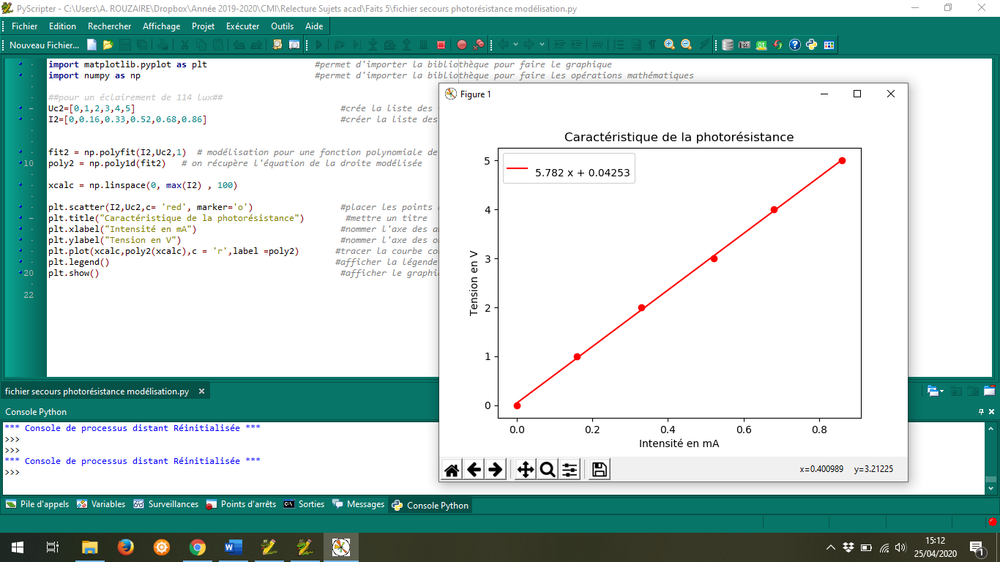 PyScripter - C:\Users\A. ROUZAIRE\Dropbox\Année 2019-2020\CMI\Relecture Sujets acad\Faits 5\fichier secours photorésistance modélisation.py
Fichier Edition Rechercher Affichage Projet Exécuter Outils Aide
Nouveau Fichier...
import matplotlib.pyplot as plt #permet d'importer la bibliothèque pour faire le graphique
import numpy as np #permet d'importer la bibliothèque pour faire les opérations mathématiques
##pour un éclairement de 114 lux##
Uc2=[0,1,2,3,4,5] #crée la liste des
I2=[0,0.16,0.33,0.52,0.68,0.86] #créer la liste des
fit2 = np.polyfit(I2,Uc2,1) # modélisation pour une fonction polynomiale de
10 poly2 = np.poly1d(fit2) # on récupère l'équation de la droite modélisée
xcalc = np.linspace(0, max(I2) , 100)
plt.scatter(I2,Uc2,c= 'red', marker='o') #placer les points
plt.title("Caractéristique de la photorésistance") #mettre un titre
plt.xlabel("Intensité en mA") #nommer l'axe des
plt.ylabel("Tension en V") #nommer l'axe des
plt.plot(xcalc,poly2(xcalc),c = 'r',label =poly2) #tracer la courbe
plt.legend() #afficher la légende
20 plt.show() #afficher le
22
Figure 1
Caractéristique de la photorésistance
5.782 x + 0.04253
5
4
3
2
1
0
Tension en V
0.0 0.2 0.4 0.6 0.8
Intensité en mA
x=0.400989 y=3.21225
fichier secours photorésistance modélisation.py
Console Python
*** Console de processus distant Réinitialisée ***
>>>
>>>
*** Console de processus distant Réinitialisée ***
>>>
Pile d'appels Variables Surveillances Points d'arrêts Sorties Messages Console Python
15:12
25/04/2020
1